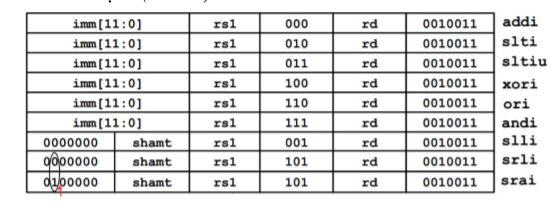 imm[11:0] rs1 000 rd 0010011 addi
imm[11:0] rs1 010 rd 0010011 slti
imm[11:0] rs1 011 rd 0010011 sltiu
imm[11:0] rs1 100 rd 0010011 xori
imm[11:0] rs1 110 rd 0010011 ori
imm[11:0] rs1 111 rd 0010011 andi
0000000 shamt rs1 001 rd 0010011 slli
0000000 shamt rs1 101 rd 0010011 srli
0100000 shamt rs1 101 rd 0010011 srai